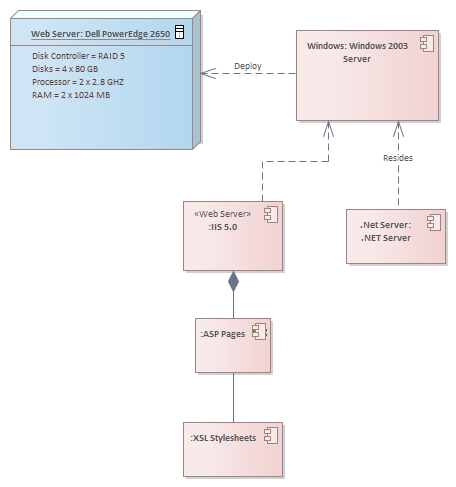 Web Server: Dell PowerEdge 2650
Disk Controller = RAID 5
Disks = 4 x 80 GB
Processor = 2 x 2.8 GHZ
RAM = 2 x 1024 MB
Deploy
Windows: Windows 2003
Server
Resides
«Web Server»
:IIS 5.0
.Net Server:
.NET Server
:ASP Pages
:XSL Stylesheets